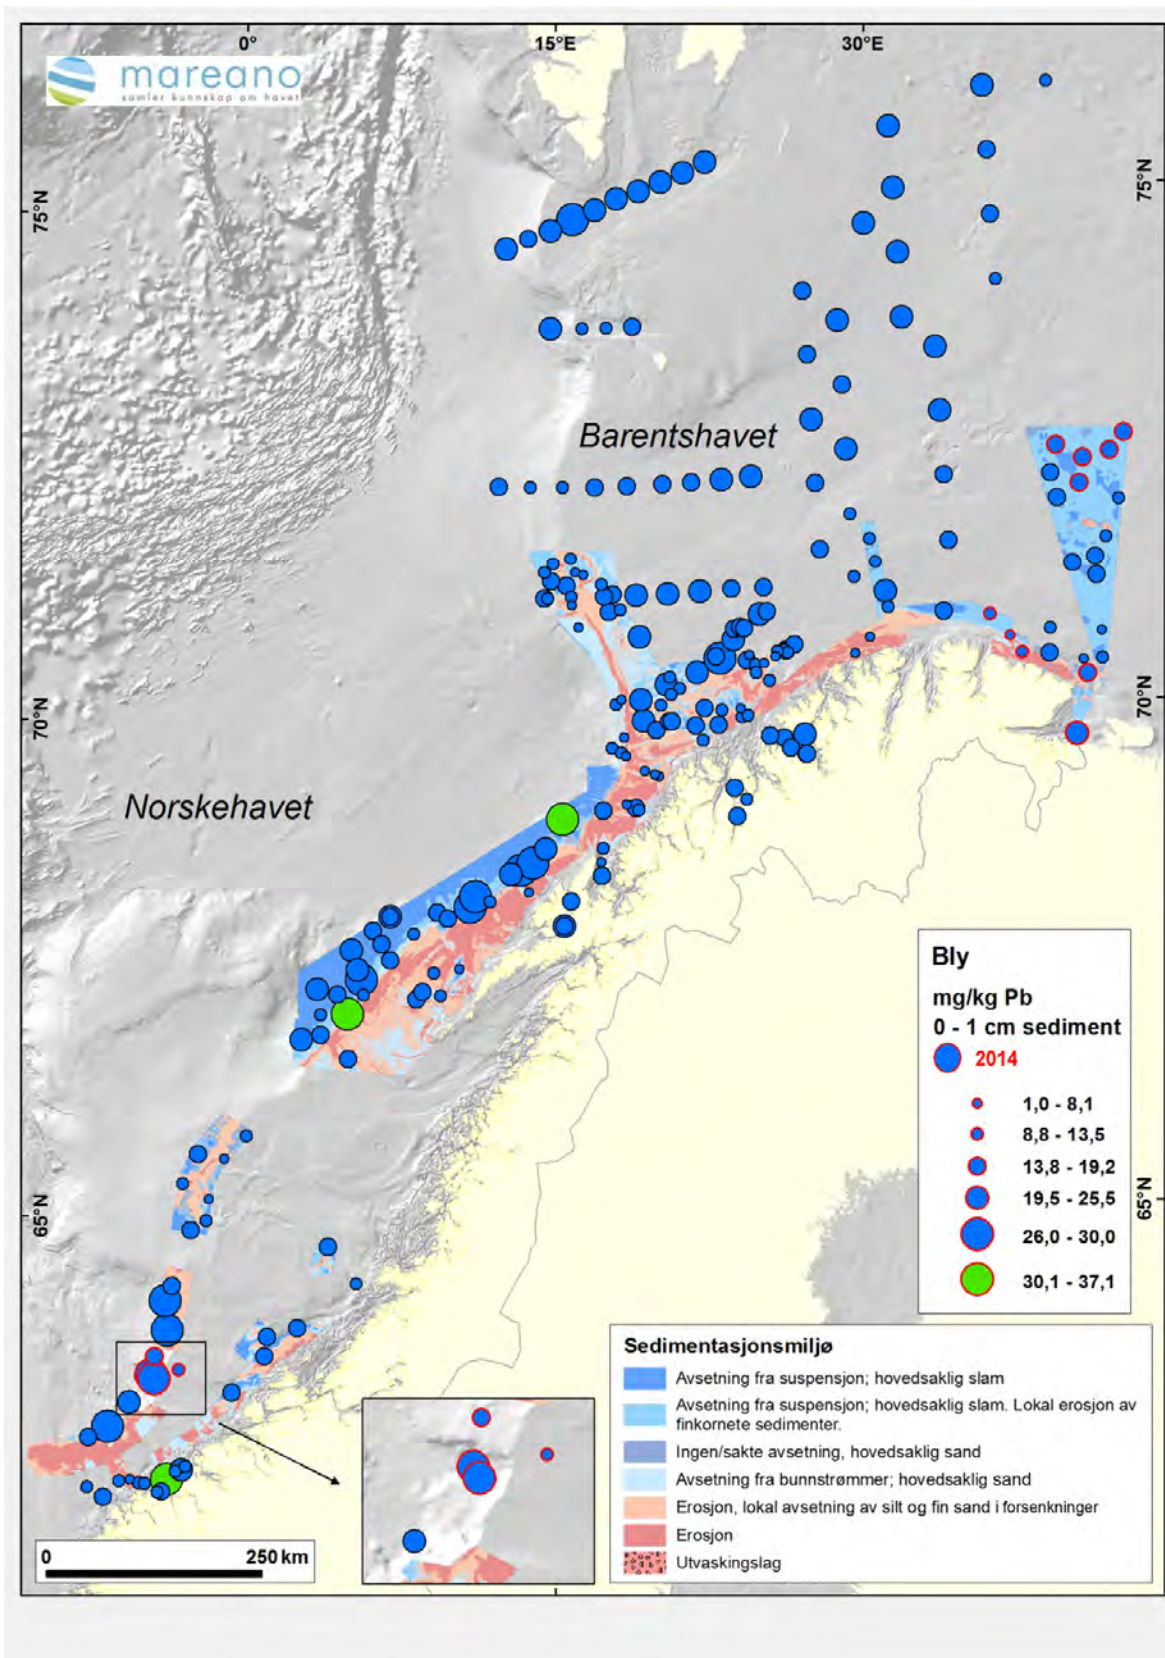 0°
15°E
30°E
mareano
samler kunnskap om havet
75°N
75°N
Barentshavet
70°N
70°N
Norskehavet
Bly
mg/kg Pb
0 - 1 cm sediment
2014
1,0 - 8,1
8,8 - 13,5
13,8 - 19,2
19,5 - 25,5
26,0 - 30,0
30,1 - 37,1
65°N
65°N
Sedimentasjonsmiljø
Avsetning fra suspensjon; hovedsaklig slam
Avsetning fra suspensjon; hovedsaklig slam. Lokal erosjon av
finkornete sedimenter.
Ingen/sakte avsetning, hovedsaklig sand
Avsetning fra bunnstrømmer; hovedsaklig sand
Erosjon, lokal avsetning av silt og fin sand i forsenkninger
Erosjon
Utvaskingslag
0
250 km